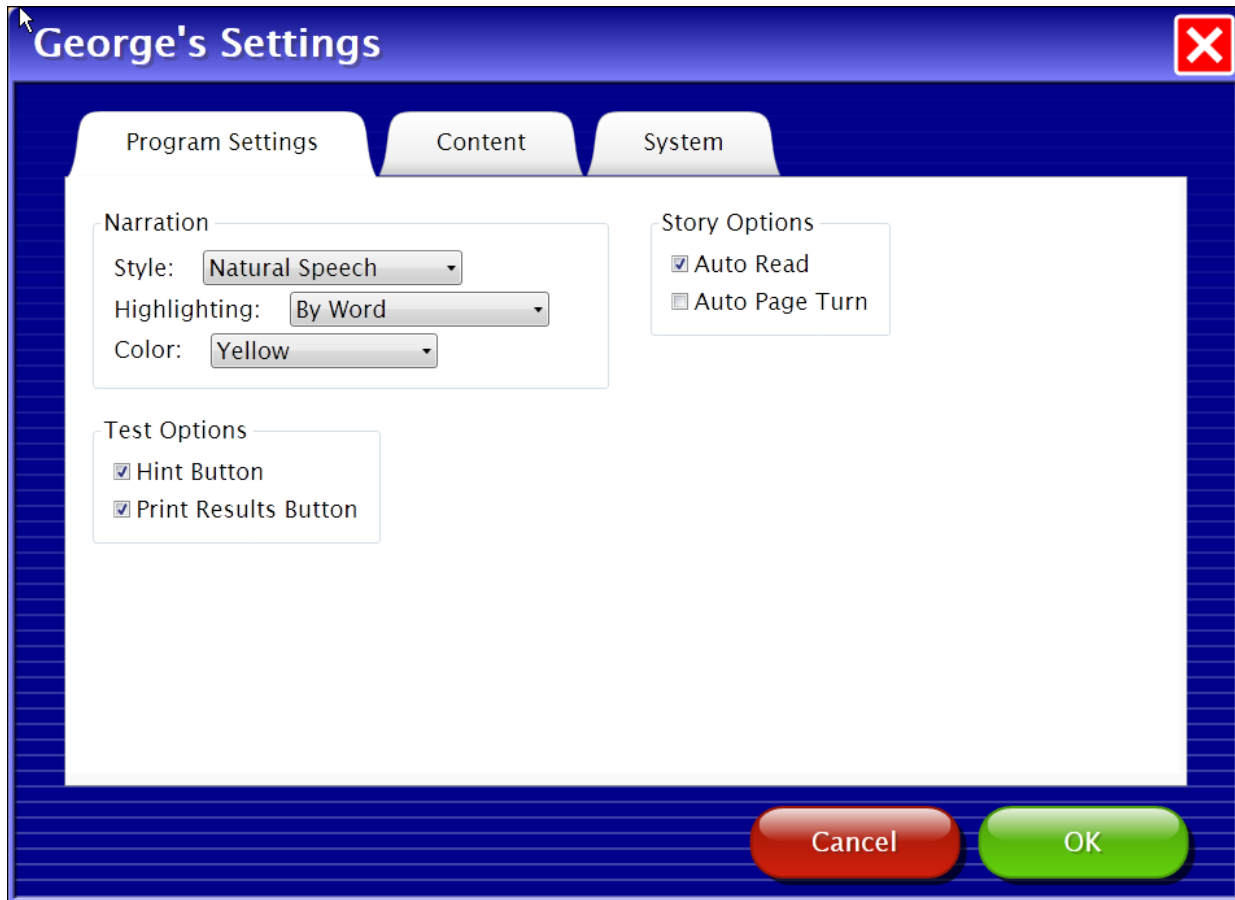 George's Settings
Program Settings
Content
System
Narration
Style: Natural Speech
Highlighting: By Word
Color: Yellow
Story Options
Auto Read
Auto Page Turn
Test Options
Hint Button
Print Results Button
Cancel
OK